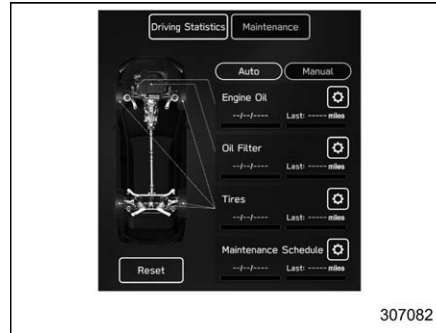 Driving Statistics Maintenance
Auto Manual
Engine Oil
--/--/---- Last: ----- miles
Oil Filter
--/--/---- Last: ----- miles
Tires
--/--/---- Last: ----- miles
Maintenance Schedule
--/--/---- Last: ----- miles
Reset
307082